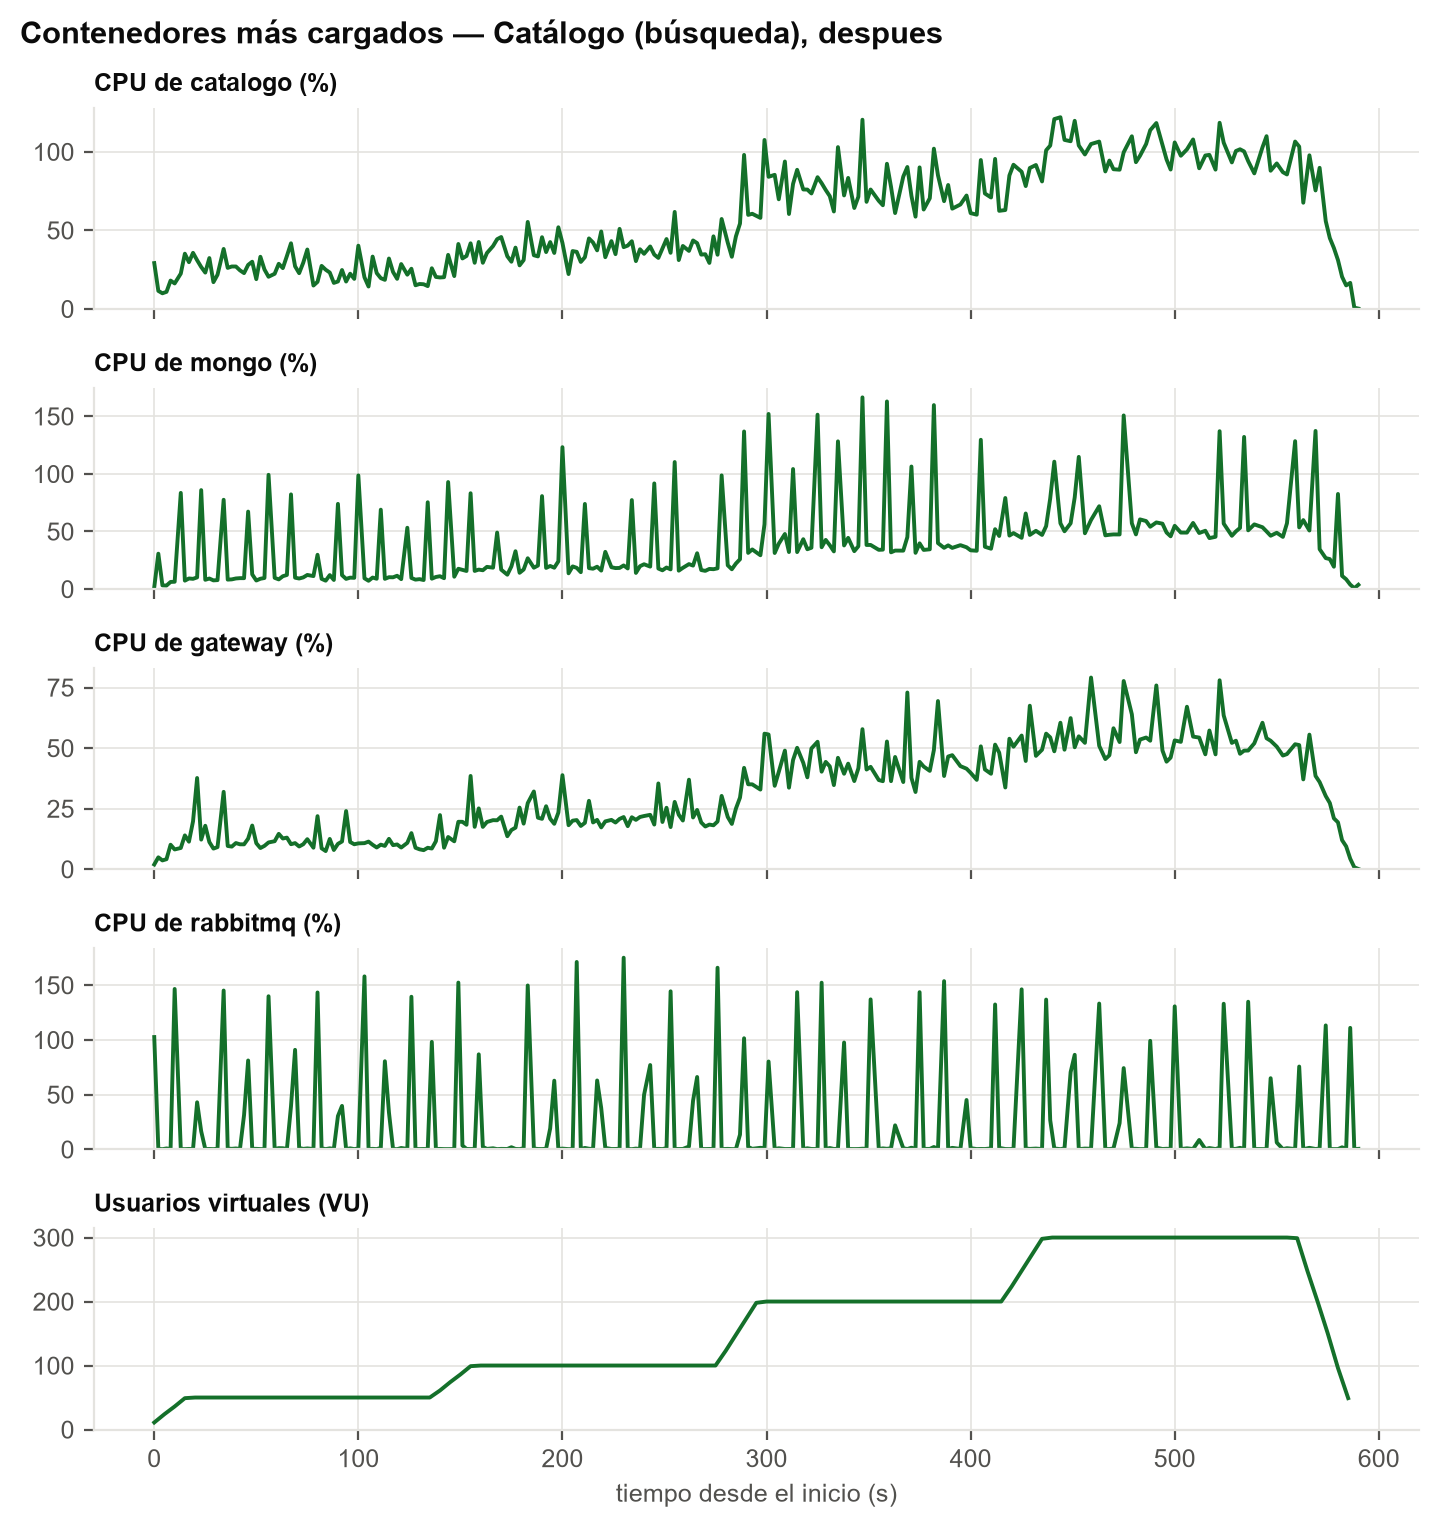 Contenedores más cargados — Catálogo (búsqueda), despues
CPU de catalogo (%)
100
50
0
CPU de mongo (%)
150
100
50
0
CPU de gateway (%)
75
50
25
0
CPU de rabbitmq (%)
150
100
50
0
Usuarios virtuales (VU)
300
200
100
0
0 100 200 300 400 500 600
tiempo desde el inicio (s)